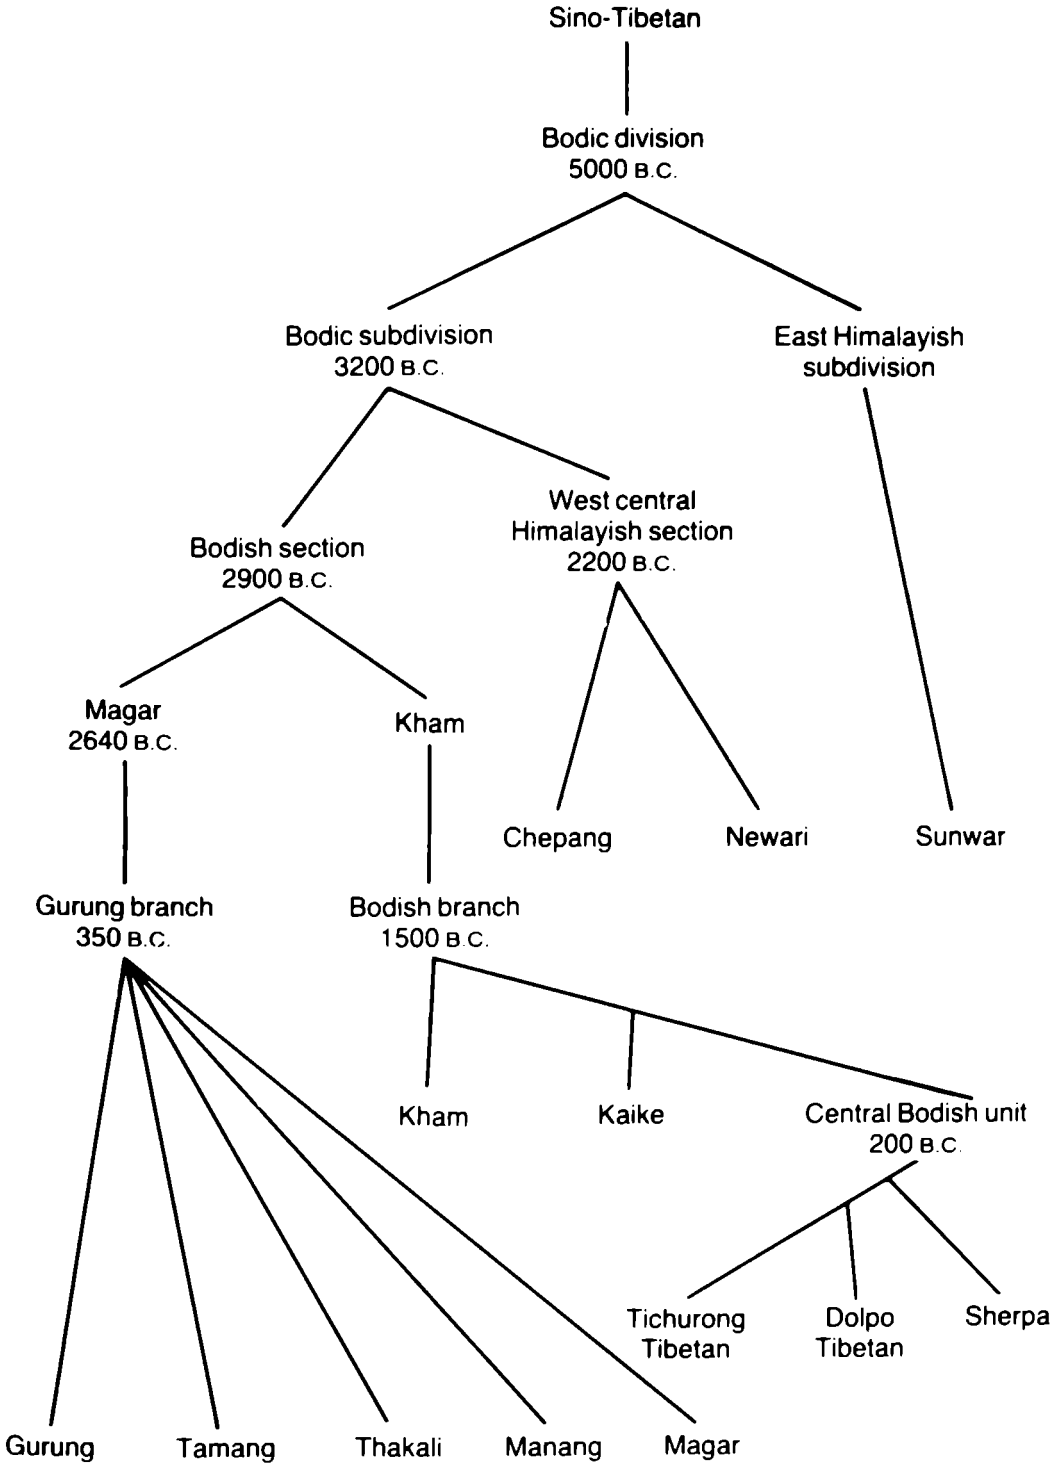 Sino-Tibetan
Bodic division
5000 B.C.
Bodic subdivision
3200 B.C.
East Himalayish
subdivision
West central
Himalayish section
2200 B.C.
Bodish section
2900 B.C.
Magar
2640 B.C.
Kham
Chepang
Newari
Sunwar
Gurung branch
350 B.C.
Bodish branch
1500 B.C.
Kham
Kaike
Central Bodish unit
200 B.C.
Tichurong
Tibetan
Dolpo
Tibetan
Sherpa
Gurung
Tamang
Thakali
Manang
Magar